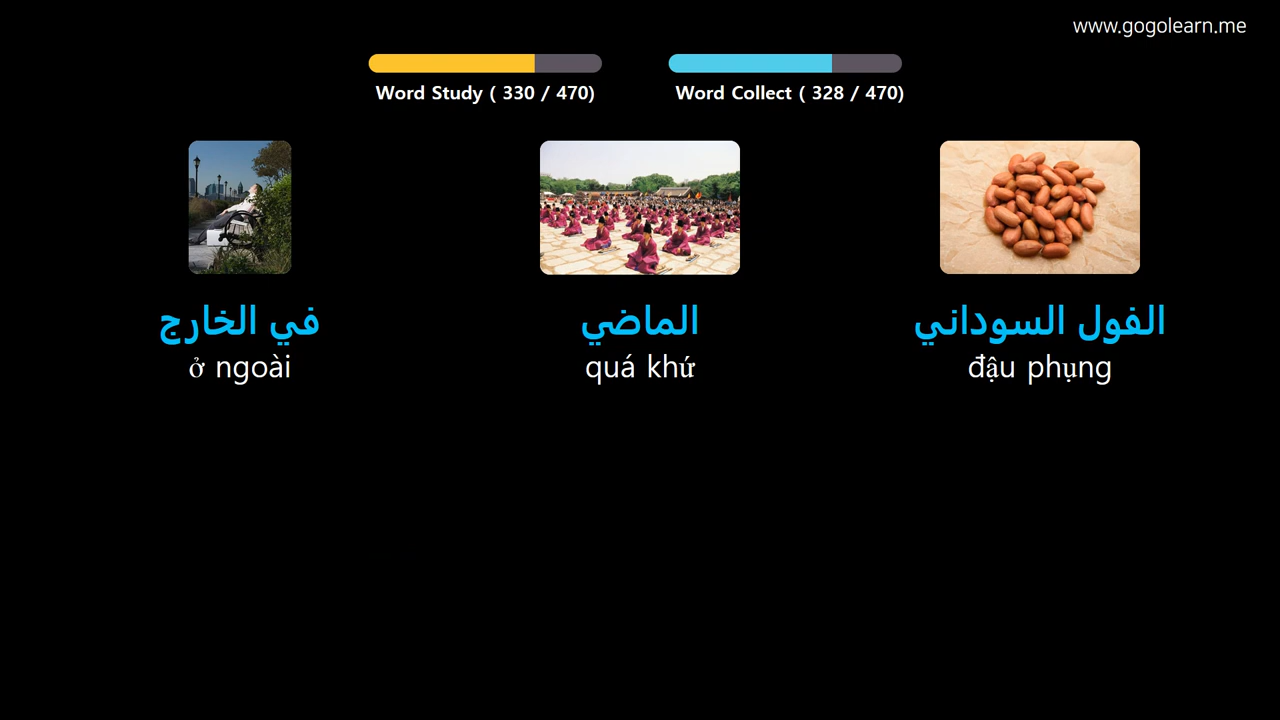 www.gogolearn.me
Word Study ( 330 / 470)
Word Collect ( 328 / 470)
في الخارج
ở ngoài
الماضي
quá khứ
الفول السوداني
đậu phụng